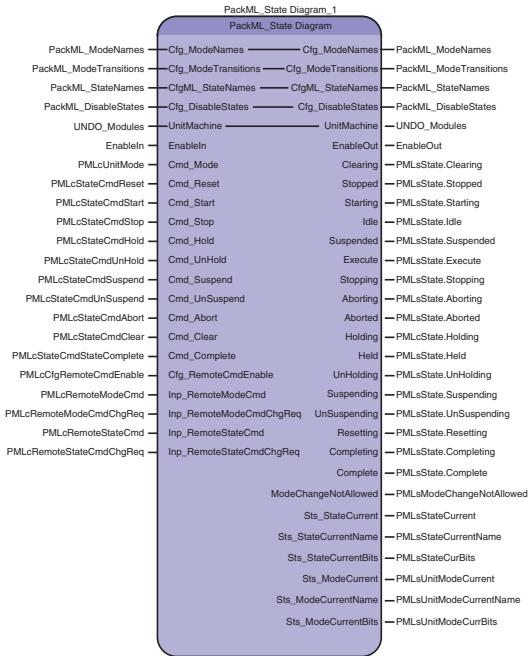 PackML_State Diagram_1
PackML_State Diagram
PackML_ModeNames Cfg_ModeNames Cfg_ModeNames PackML_ModeNames
PackML_ModeTransitions Cfg_ModeTransitions Cfg_ModeTransitions PackML_ModeTransitions
PackML_StateNames CfgML_StateNames CfgML_StateNames PackML_StateNames
PackML_DisableStates Cfg_DisableStates Cfg_DisableStates PackML_DisableStates
UNDO_Modules UnitMachine UnitMachine UNDO_Modules
EnableIn EnableIn EnableOut EnableOut
PMLcUnitMode Cmd_Mode Clearing PMLsState.Clearing
PMLcStateCmdReset Cmd_Reset Stopped PMLsState.Stopped
PMLcStateCmdStart Cmd_Start Starting PMLsState.Starting
PMLcStateCmdStop Cmd_Stop Idle PMLsState.Idle
PMLcStateCmdHold Cmd_Hold Suspended PMLsState.Suspended
PMLcStateCmdUnHold Cmd_UnHold Execute PMLsState.Execute
PMLcStateCmdSuspend Cmd_Suspend Stopping PMLsState.Stopping
PMLcStateCmdUnSuspend Cmd_UnSuspend Aborting PMLsState.Aborting
PMLcStateCmdAbort Cmd_Abort Aborted PMLsState.Aborted
PMLcStateCmdClear Cmd_Clear Holding PMLcState.Holding
PMLcStateCmdStateComplete Cmd_Complete Held PMLsState.Held
PMLcCfgRemoteCmdEnable Cfg_RemoteCmdEnable UnHolding PMLsState.UnHolding
PMLcRemoteModeCmd Inp_RemoteModeCmd Suspending PMLsState.Suspending
PMLcRemoteModeCmdChgReq Inp_RemoteModeCmdChgReq UnSuspending PMLsState.UnSuspending
PMLcRemoteStateCmd Inp_RemoteStateCmd Resetting PMLsState.Resetting
PMLcRemoteStateCmdChgReq Inp_RemoteStateCmdChgReq Completing PMLsState.Completing
Complete PMLsState.Complete
ModeChangeNotAllowed PMLsModeChangeNotAllowed
Sts_StateCurrent PMLsStateCurrent
Sts_StateCurrentName PMLsStateCurrentName
Sts_StateCurrentBits PMLsStateCurBits
Sts_ModeCurrent PMLsUnitModeCurrent
Sts_ModeCurrentName PMLsUnitModeCurrentName
Sts_ModeCurrentBits PMLsUnitModeCurrBits